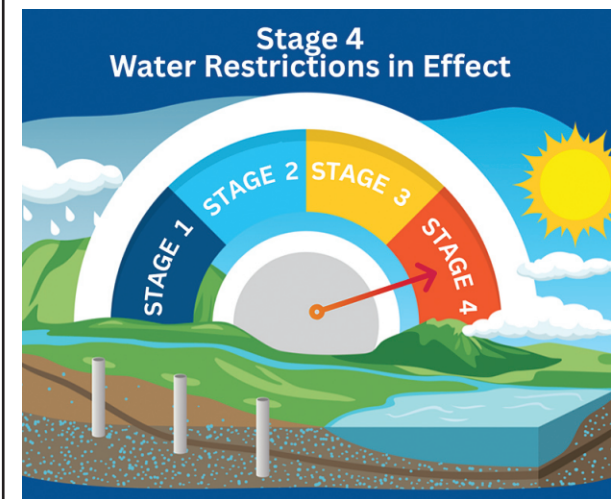 Stage 4
Water Restrictions in Effect
STAGE 1
STAGE 2
STAGE 3
STAGE 4